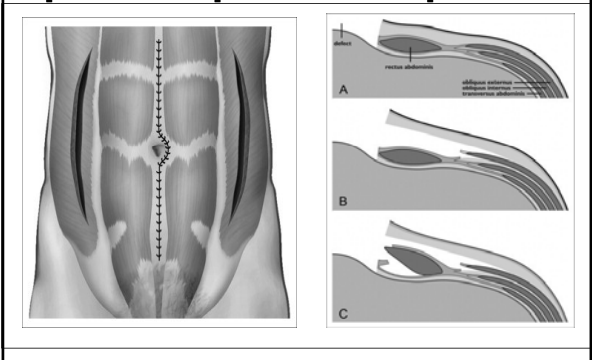 defect
rectus abdominis
obliquus externus
obliquus internus
transversus abdominis
A
B
C